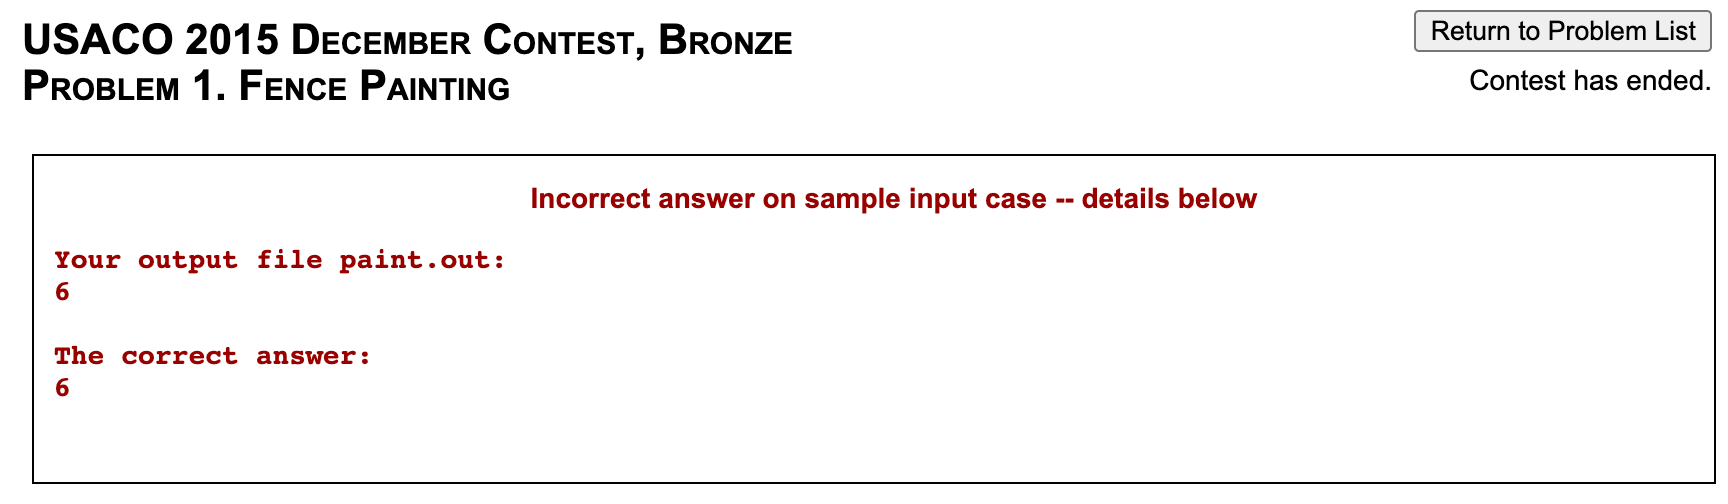 USACO 2015 December Contest, Bronze
Problem 1. Fence Painting
Return to Problem List
Contest has ended.
Incorrect answer on sample input case -- details below
Your output file paint.out:
6
The correct answer:
6